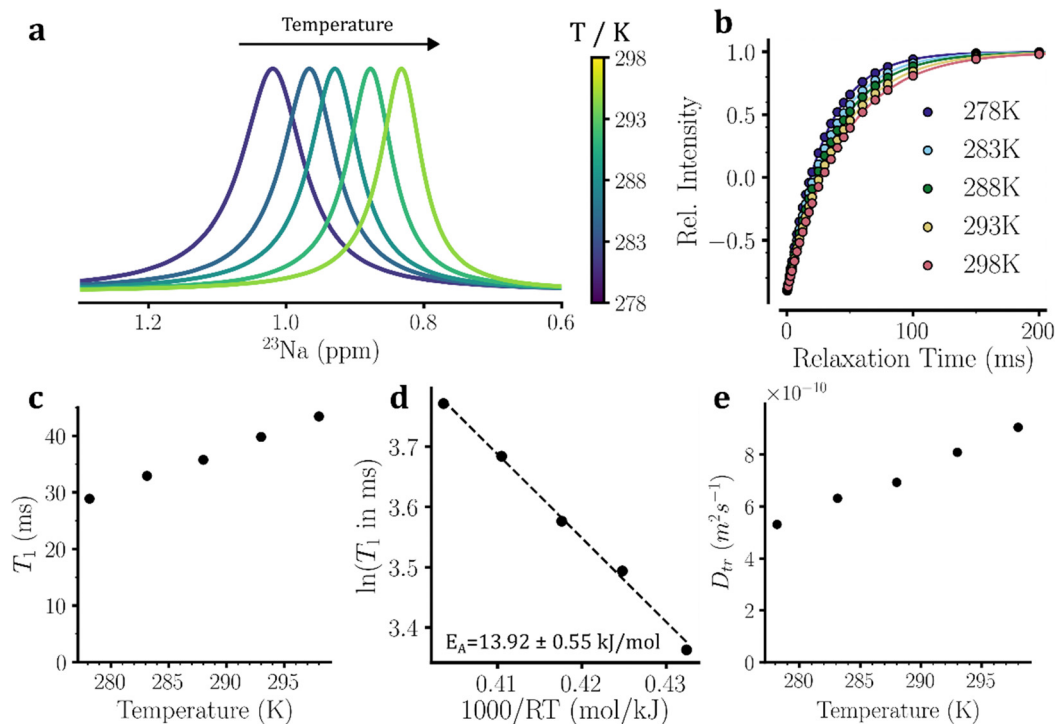 a
Temperature
T / K
298
293
288
283
278
1.2
1.0
0.8
0.6
23Na (ppm)
b
1.0
0.5
0.0
−0.5
Rel. Intensity
278K
283K
288K
293K
298K
0
100
200
Relaxation Time (ms)
c
40
30
20
10
0
T1 (ms)
280
285
290
295
Temperature (K)
d
3.7
3.6
3.5
3.4
ln(T1 in ms)
EA=13.92 ± 0.55 kJ/mol
0.41
0.42
0.43
1000/RT (mol/kJ)
e
×10−10
8
6
4
2
0
Dtr (m2s−1)
280
285
290
295
Temperature (K)